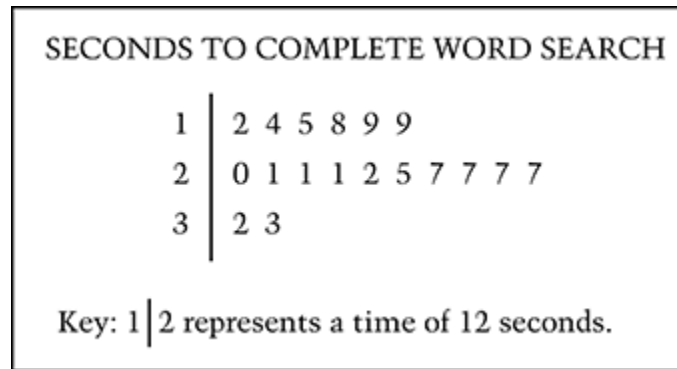 SECONDS TO COMPLETE WORD SEARCH
1 | 2 4 5 8 9 9
2 | 0 1 1 1 2 5 7 7 7 7
3 | 2 3
Key: 1|2 represents a time of 12 seconds.